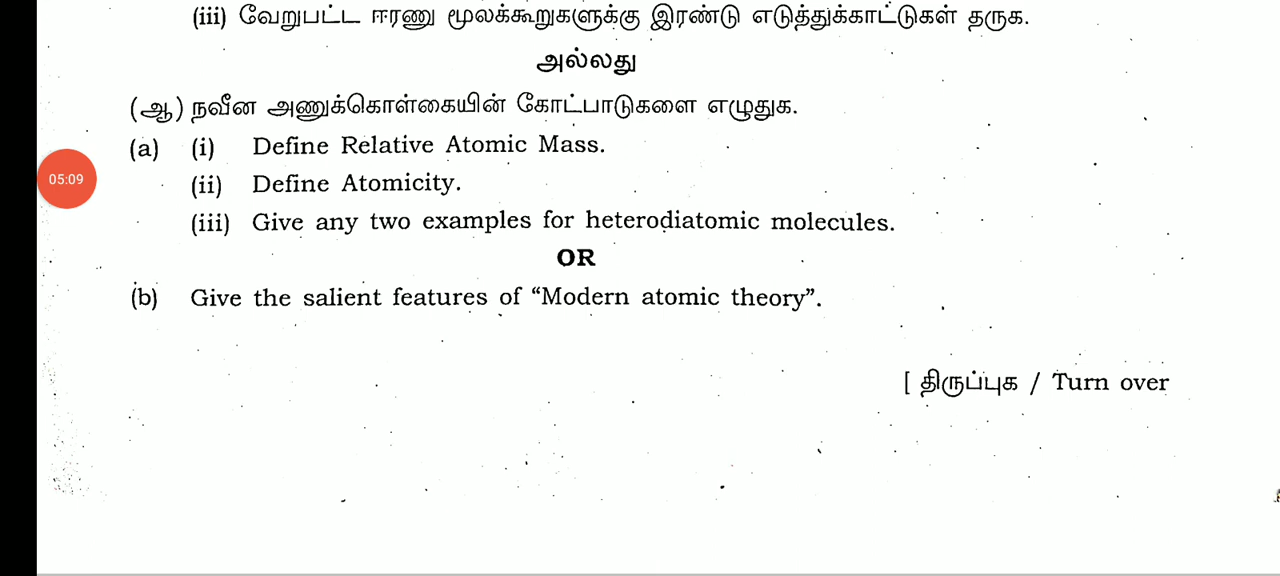 (iii) வேறுபட்ட ஈரணு மூலக்கூறுகளுக்கு இரண்டு எடுத்துக்காட்டுகள் தருக.
அல்லது
(ஆ) நவீன அணுக்கொள்கையின் கோட்பாடுகளை எழுதுக.
(a) (i) Define Relative Atomic Mass.
05:09
(ii) Define Atomicity.
(iii) Give any two examples for heterodiatomic molecules.
OR
(b) Give the salient features of “Modern atomic theory”.
[ திருப்புக / Turn over